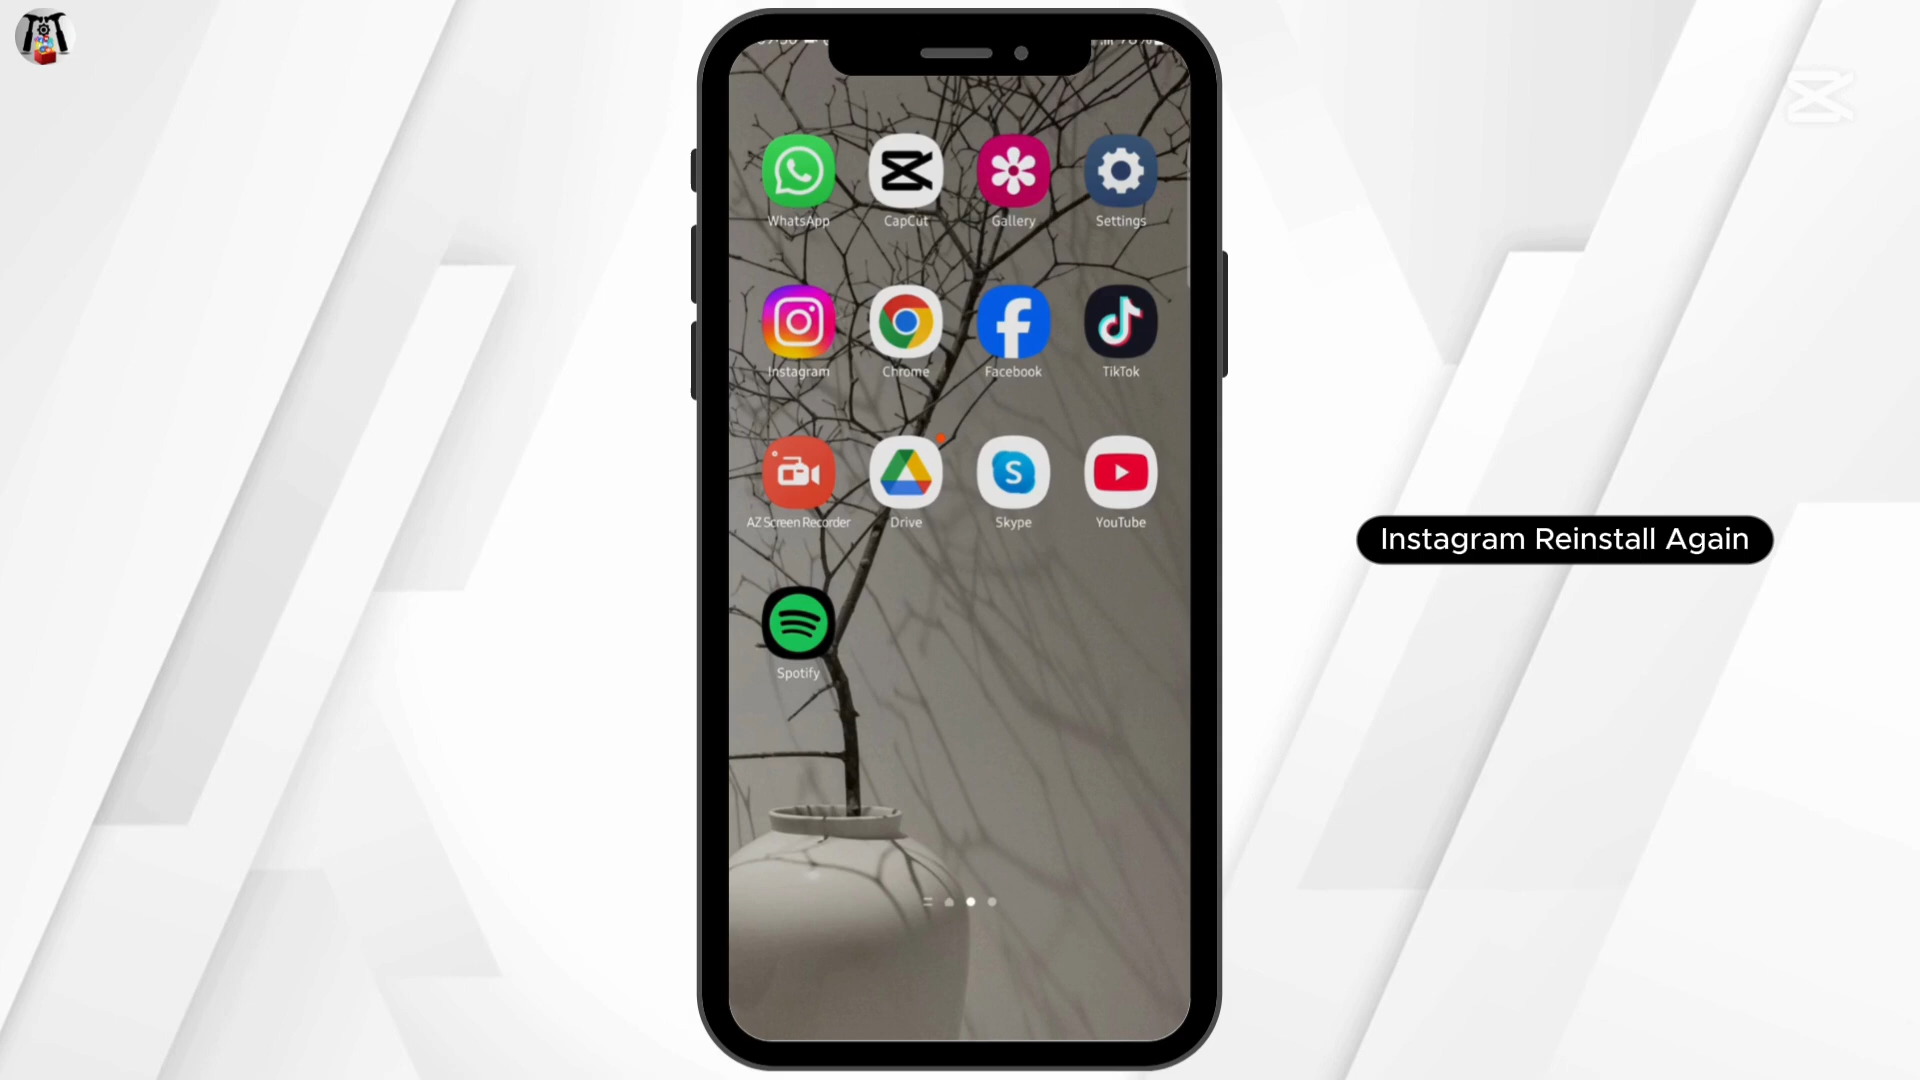 WhatsApp
CapCut
Gallery
Settings
Instagram
Chrome
Facebook
TikTok
AZ Screen Recorder
Drive
Skype
YouTube
Instagram Reinstall Again
Spotify